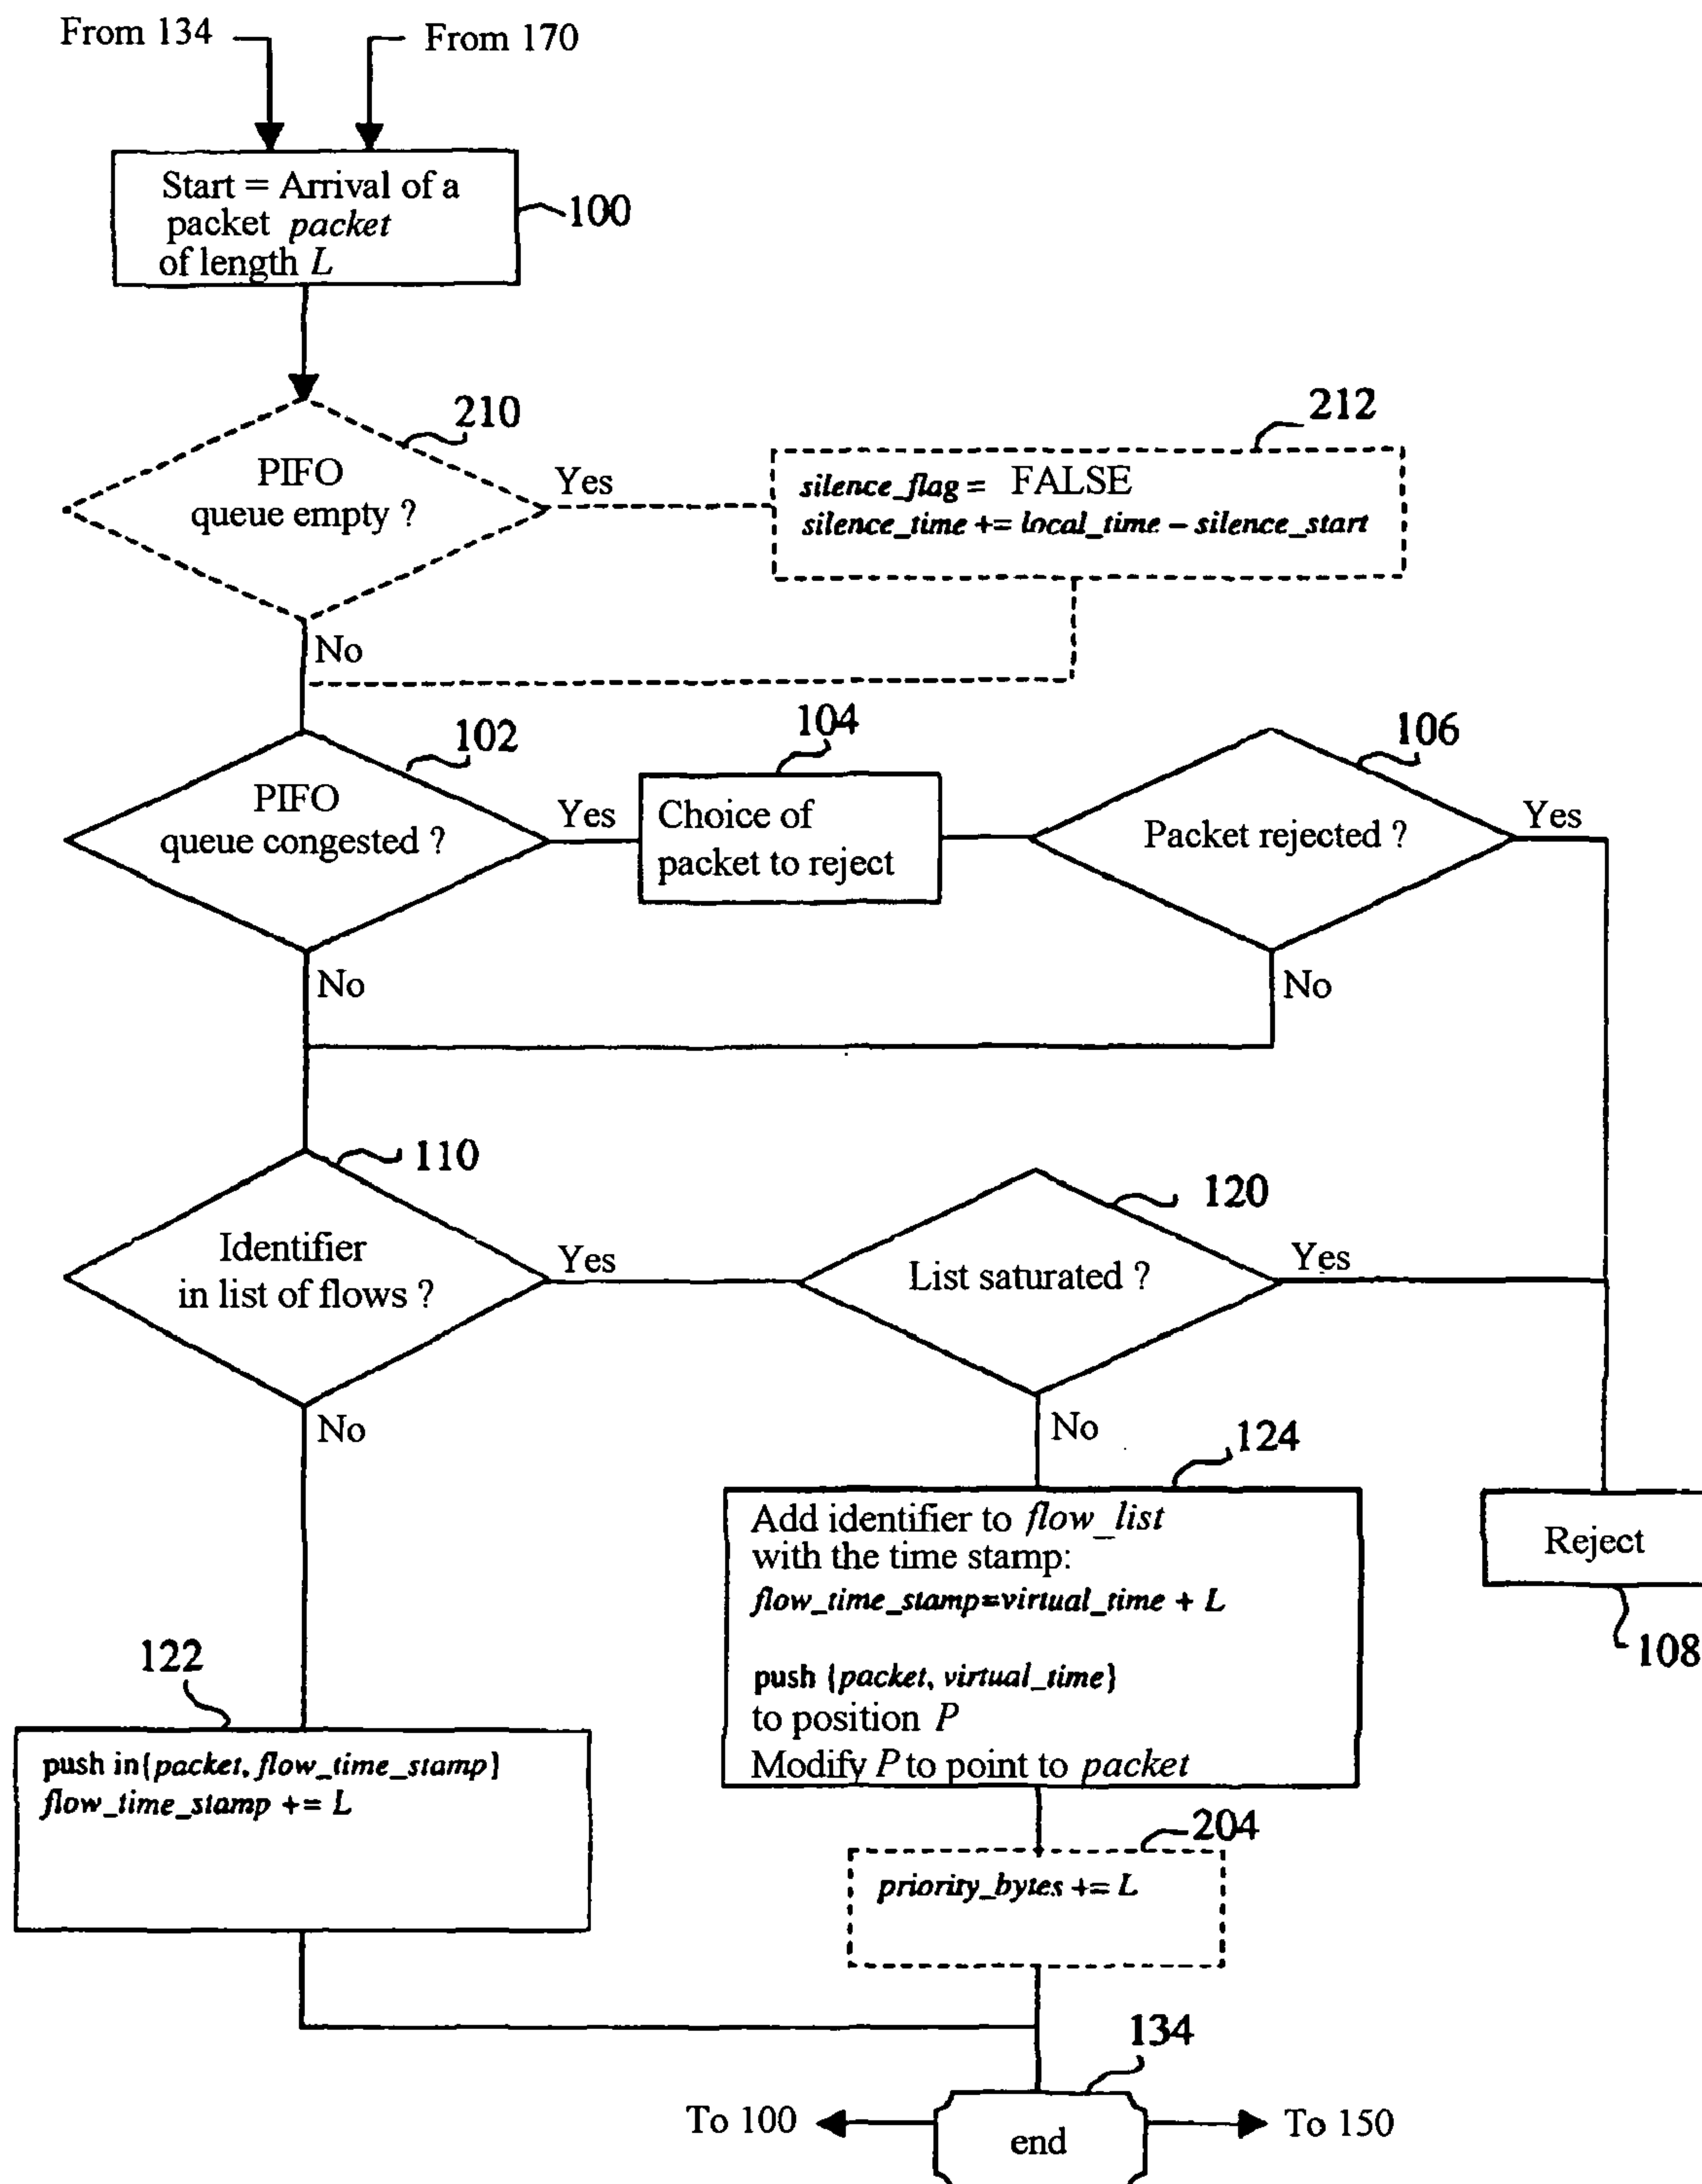 From 134
From 170
Start = Arrival of a
packet packet
of length L
100
210
PIFO
queue empty ?
Yes
212
silence_flag = FALSE
silence_time += local_time – silence_start
No
102
PIFO
queue congested ?
Yes
104
Choice of
packet to reject
106
Packet rejected ?
Yes
No
No
110
Identifier
in list of flows ?
Yes
120
List saturated ?
Yes
No
No
124
Add identifier to flow_list
with the time stamp:
flow_time_stamp=virtual_time + L
push {packet, virtual_time}
to position P
Modify P to point to packet
Reject
108
122
push in{packet, flow_time_stamp}
flow_time_stamp += L
204
priority_bytes += L
134
To 100
end
To 150